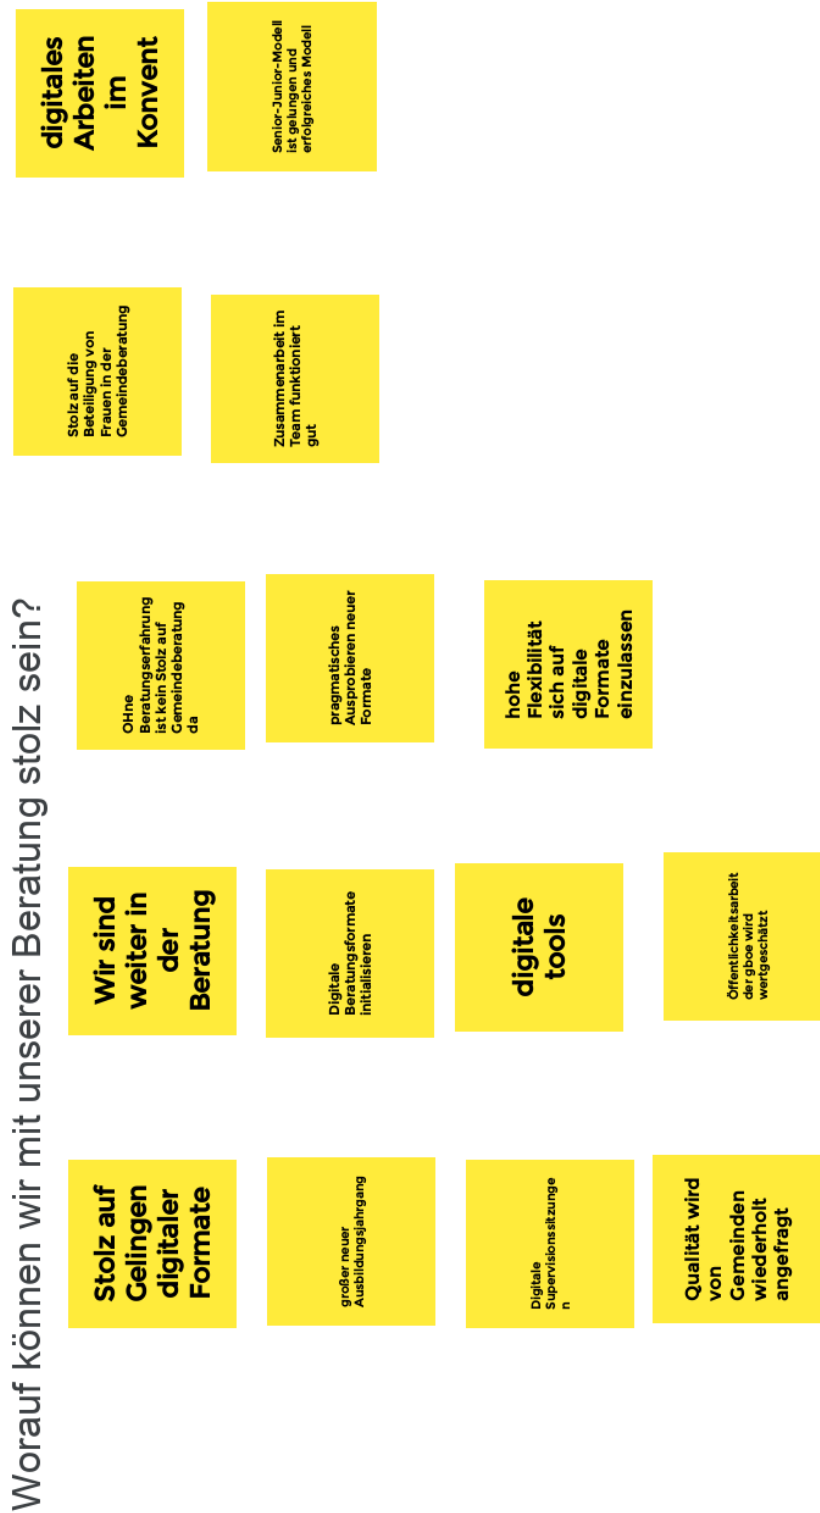 Worauf können wir mit unserer Beratung stolz sein?
Stolz auf
Gelingen
digitaler
Formate
Wir sind
weiter in
der
Beratung
OHne
Beratungserfahrung
ist kein Stolz auf
Gemeindeberatung
da
Stolz auf die
Beteiligung von
Frauen in der
Gemeindeberatung
digitales
Arbeiten
im
Konvent
großer neuer
Ausbildungsjahrgang
Digitale
Beratungsformate
initialisieren
pragmatisches
Ausprobieren neuer
Formate
Zusammenarbeit im
Team funktioniert
gut
Senior-Junior-Modell
ist gelungen und
erfolgreiches Modell
Digitale
Supervisionssitzunge
n
digitale
tools
hohe
Flexibilität
sich auf
digitale
Formate
einzulassen
Qualität wird
von
Gemeinden
wiederholt
angefragt
Öffentlichkeitsarbeit
der gboe wird
wertgeschätzt